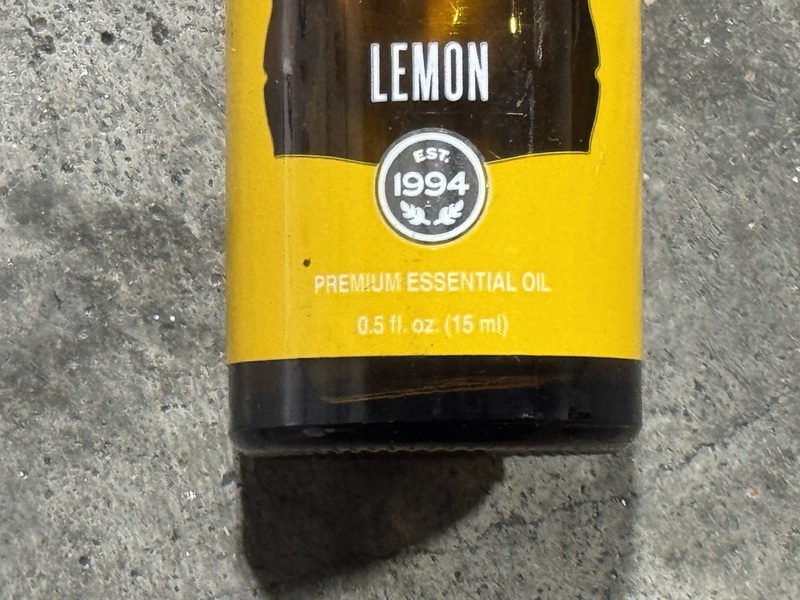 LEMON
EST.
1994
PREMIUM ESSENTIAL OIL
0.5 fl. oz. (15 ml)